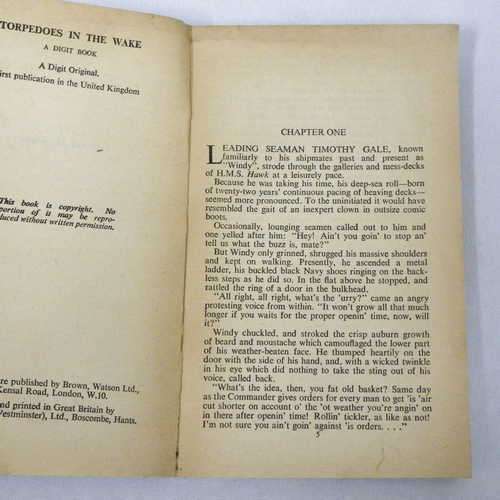 TORPEDOES IN THE WAKE
A DIGIT BOOK
A Digit Original.
irst publication in the United Kingdom
This book is copyright. No
portion of it may be repro-
duced without written permission.
re published by Brown, Watson Ltd.,
Kensal Road, London, W.10.
and printed in Great Britain by
Westminster), Ltd., Boscombe, Hants.
CHAPTER ONE
LEADING SEAMAN TIMOTHY GALE, known
familiarly to his shipmates past and present as
"Windy", strode through the galleries and mess-decks
of H.M.S. Hawk at a leisurely pace.
Because he was taking his time, his deep-sea roll—born
of twenty-two years' continuous pacing of heaving decks—
seemed more pronounced. To the uninitiated it would have
resembled the gait of an inexpert clown in outsize comic
boots.
Occasionally, lounging seamen called out to him and
one yelled after him: "Hey! Ain't you goin' to stop an'
tell us what the buzz is, mate?"
But Windy only grinned, shrugged his massive shoulders
and kept on walking. Presently, he ascended a metal
ladder, his buckled black Navy shoes ringing on the back-
less steps as he did so. In the flat above he stopped, and
rattled the ring of a door in the bulkhead.
"All right, all right, what's the 'urry?" came an angry
protesting voice from within. "It won't grow all that much
longer if you waits for the proper openin' time, now, will
it?"
Windy chuckled, and stroked the crisp auburn growth
of beard and moustache which camouflaged the lower part
of his weather-beaten face. He thumped heartily on the
door with the side of his hand, and, with a wicked twinkle
in his eye which did nothing to take the sting out of his
voice, called back.
"What's the idea, then, you fat old basket? Same day
as the Commander gives orders for every man to get 'is 'air
cut shorter on account o' the 'ot weather you're angin' on
in there after openin' time! Rollin' tickler, as like as not!
I'm not sure you ain't goin' against 'is orders. . . ."
5